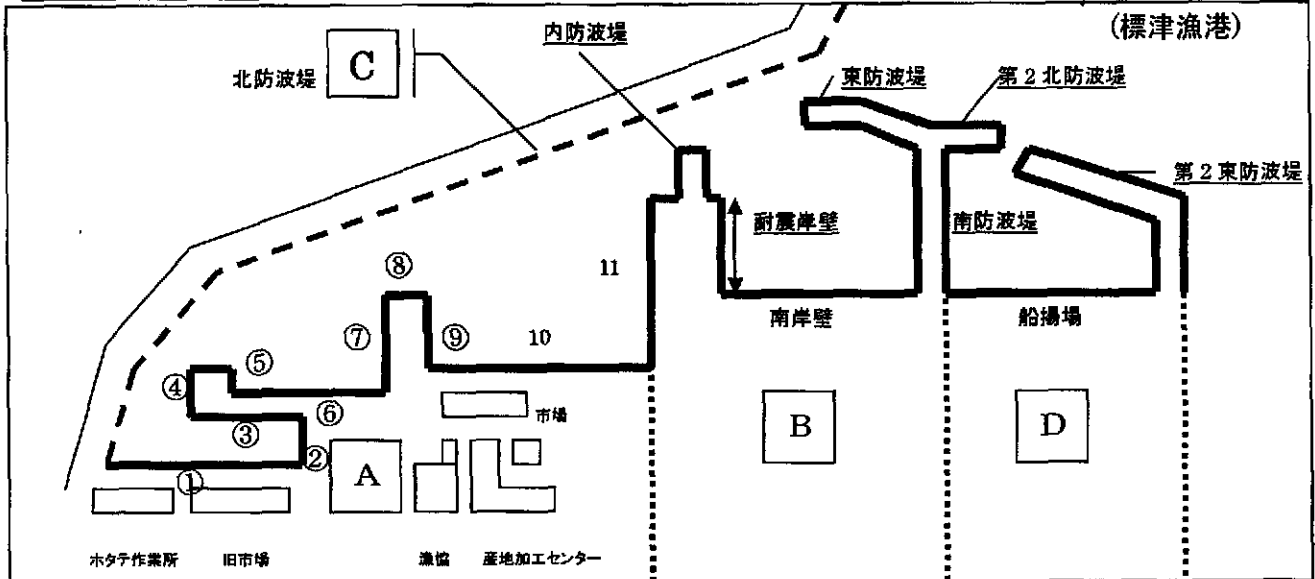 (標津漁港)
内防波堤
北防波堤
C
東防波堤
第2北防波堤
第2東防波堤
耐震岸壁
南防波堤
⑧
11
南岸壁
船揚場
⑦
⑨
10
⑤
④
⑥
市場
③
B
D
②
A
①
ホタテ作業所
旧市場
漁協
産地加工センター